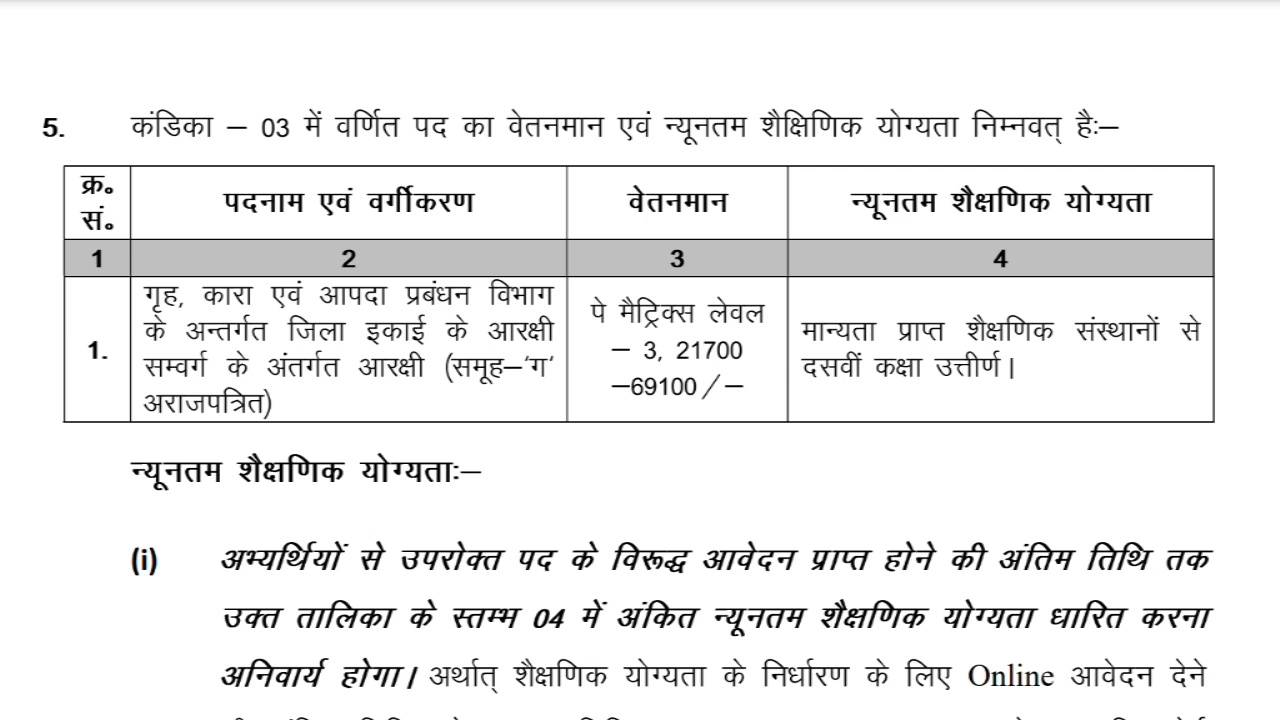 5. कंडिका – 03 में वर्णित पद का वेतनमान एवं न्यूनतम शैक्षिणिक योग्यता निम्नवत् हैः–
क्र॰ सं॰ पदनाम एवं वर्गीकरण वेतनमान न्यूनतम शैक्षणिक योग्यता
1 2 3 4
1.
गृह, कारा एवं आपदा प्रबंधन विभाग
के अन्तर्गत जिला इकाई के आरक्षी
सम्वर्ग के अंतर्गत आरक्षी (समूह–‘ग‘
अराजपत्रित)
पे मैट्रिक्स लेवल
– 3, 21700
–69100/–
मान्यता प्राप्त शैक्षणिक संस्थानों से
दसवीं कक्षा उत्तीर्ण।
न्यूनतम शैक्षणिक योग्यताः–
(i) अभ्यर्थियों से उपरोक्त पद के विरूद्ध आवेदन प्राप्त होने की अंतिम तिथि तक
उक्त तालिका के स्तम्भ 04 में अंकित न्यूनतम शैक्षणिक योग्यता धारित करना
अनिवार्य होगा। अर्थात् शैक्षणिक योग्यता के निर्धारण के लिए Online आवेदन देने